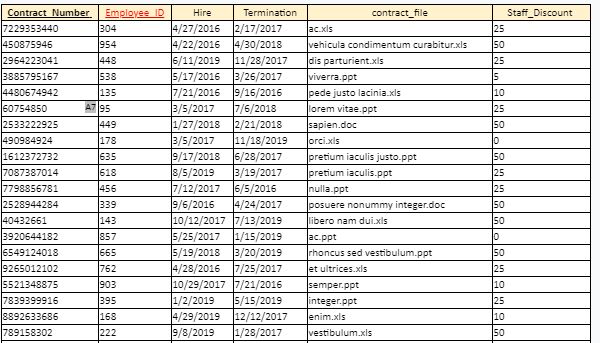 Contract_Number Employee_ID Hire Termination contract_file Staff_Discount
7229353440 304 4/27/2016 2/17/2017 ac.xls 25
450875946 954 4/22/2016 4/30/2018 vehicula condimentum curabitur.xls 50
2964223041 448 6/11/2019 11/28/2017 dis parturient.xls 25
3885795167 538 5/17/2016 3/26/2017 viverra.ppt 5
4480674942 135 7/21/2016 9/16/2016 pede justo lacinia.xls 10
60754850 A7 95 3/5/2017 7/6/2018 lorem vitae.ppt 25
2533222925 449 1/27/2018 2/21/2018 sapien.doc 50
490984924 178 3/5/2017 11/18/2019 orci.xls 0
1612372732 635 9/17/2018 6/28/2017 pretium iaculis justo.ppt 50
7087387014 618 8/5/2019 3/19/2017 pretium iaculis.ppt 25
7798856781 456 7/12/2017 6/5/2016 nulla.ppt 25
2528944284 339 9/6/2016 4/24/2017 posuere nonummy integer.doc 50
40432661 143 10/12/2017 7/13/2019 libero nam dui.xls 50
3920644182 857 5/25/2017 1/15/2019 ac.ppt 0
6549124018 665 5/19/2018 3/20/2019 rhoncus sed vestibulum.ppt 50
9265012102 762 4/28/2016 7/25/2017 et ultrices.xls 25
5521348875 903 10/29/2017 7/21/2016 semper.ppt 10
7839399916 395 1/2/2019 5/15/2019 integer.ppt 25
8892633686 168 4/29/2019 12/12/2017 enim.xls 10
789158302 222 9/8/2019 1/28/2017 vestibulum.xls 50